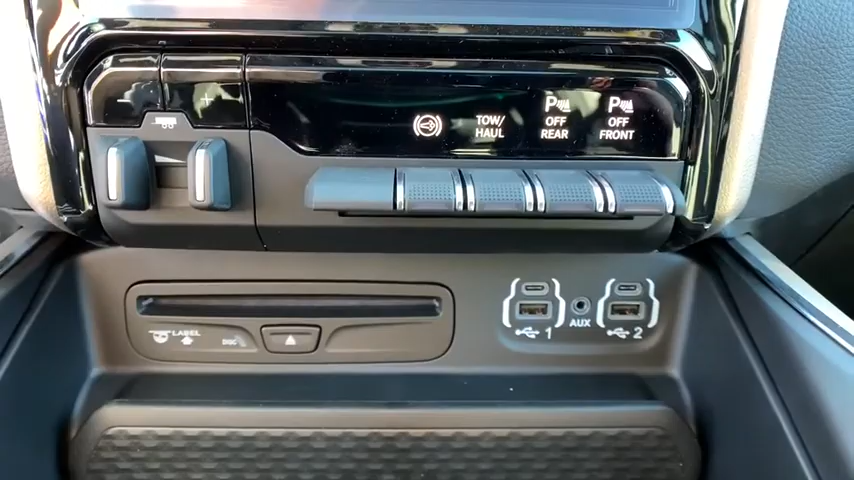 TOW/
HAUL
P
OFF
REAR
P
OFF
FRONT
LABEL
DISC
1
AUX
2